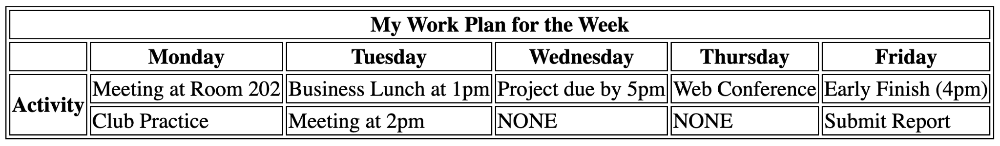 My Work Plan for the Week
Monday Tuesday Wednesday Thursday Friday
Activity Meeting at Room 202 Business Lunch at 1pm Project due by 5pm Web Conference Early Finish (4pm)
Club Practice Meeting at 2pm NONE NONE Submit Report